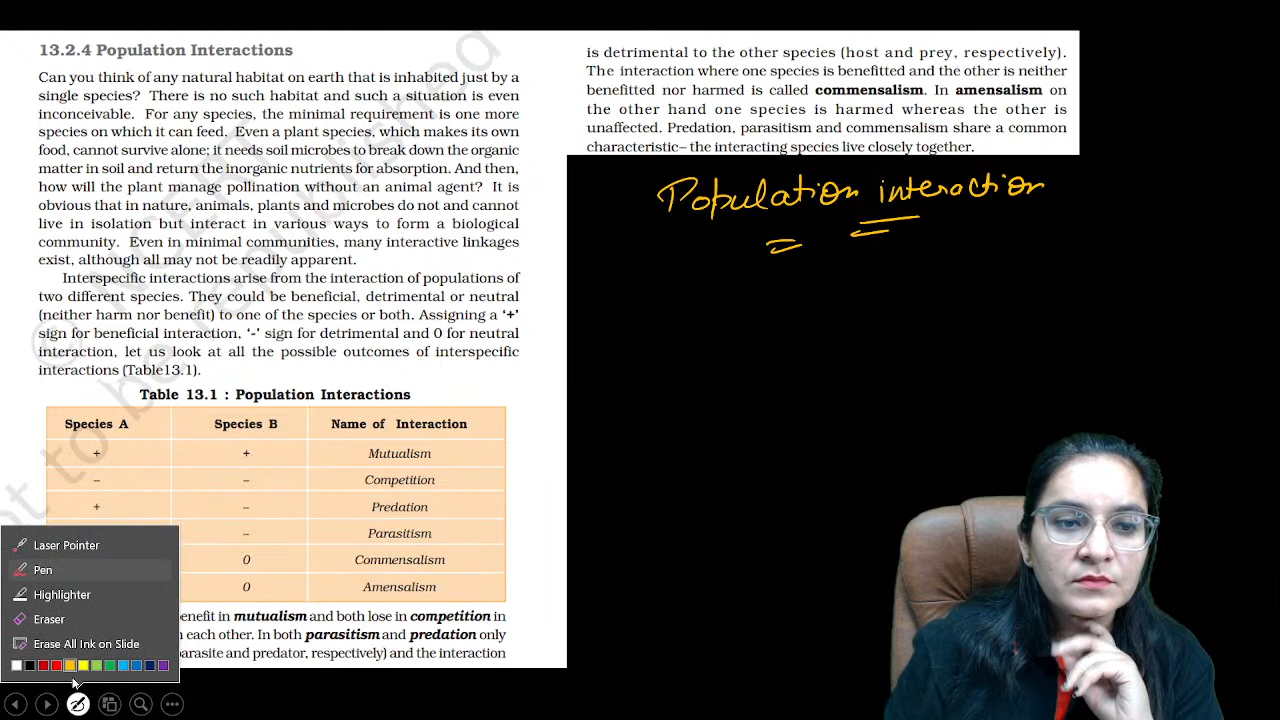 13.2.4 Population Interactions
Can you think of any natural habitat on earth that is inhabited just by a
single species? There is no such habitat and such a situation is even
inconceivable. For any species, the minimal requirement is one more
species on which it can feed. Even a plant species, which makes its own
food, cannot survive alone; it needs soil microbes to break down the organic
matter in soil and return the inorganic nutrients for absorption. And then,
how will the plant manage pollination without an animal agent? It is
obvious that in nature, animals, plants and microbes do not and cannot
live in isolation but interact in various ways to form a biological
community. Even in minimal communities, many interactive linkages
exist, although all may not be readily apparent.
Interspecific interactions arise from the interaction of populations of
two different species. They could be beneficial, detrimental or neutral
(neither harm nor benefit) to one of the species or both. Assigning a ‘+’
sign for beneficial interaction, ‘-’ sign for detrimental and 0 for neutral
interaction, let us look at all the possible outcomes of interspecific
interactions (Table13.1).
Table 13.1 : Population Interactions
Species A Species B Name of Interaction
+ + Mutualism
– – Competition
+ – Predation
– Parasitism
0 Commensalism
0 Amensalism
enefit in mutualism and both lose in competition in
each other. In both parasitism and predation only
parasite and predator, respectively) and the interaction
is detrimental to the other species (host and prey, respectively).
The interaction where one species is benefitted and the other is neither
benefitted nor harmed is called commensalism. In amensalism on
the other hand one species is harmed whereas the other is
unaffected. Predation, parasitism and commensalism share a common
characteristic– the interacting species live closely together.
Population interaction
Laser Pointer
Pen
Highlighter
Eraser
Erase All Ink on Slide
© NCERT
not to be republished